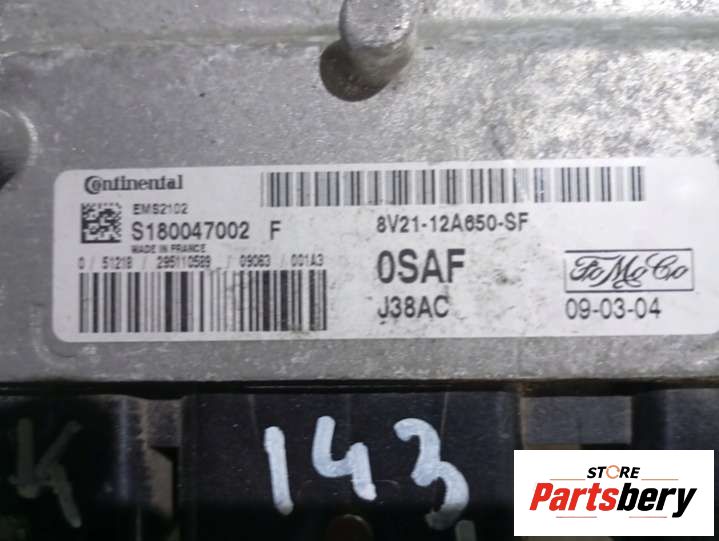 Continental
EMS2102
S180047002 F
MADE IN FRANCE
0 / 51218 / 295110589 / 09063 / 001A3
8V21-12A650-SF
0SAF
J38AC
FoMoCo
09-03-04
K 143
STORE
Partsbery